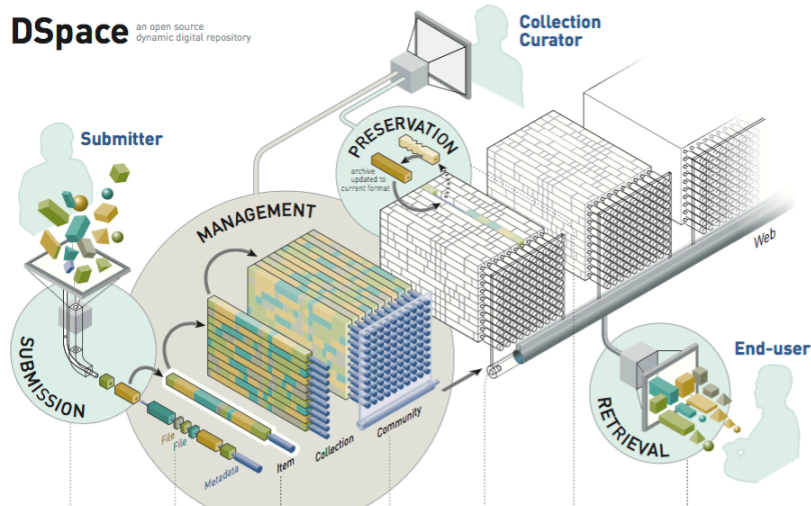 DSpace
an open source
dynamic digital repository
Collection
Curator
Submitter
PRESERVATION
archive
updated to
current format
MANAGEMENT
Web
SUBMISSION
End-user
RETRIEVAL
File
File
Metadata
Item
Collection
Community